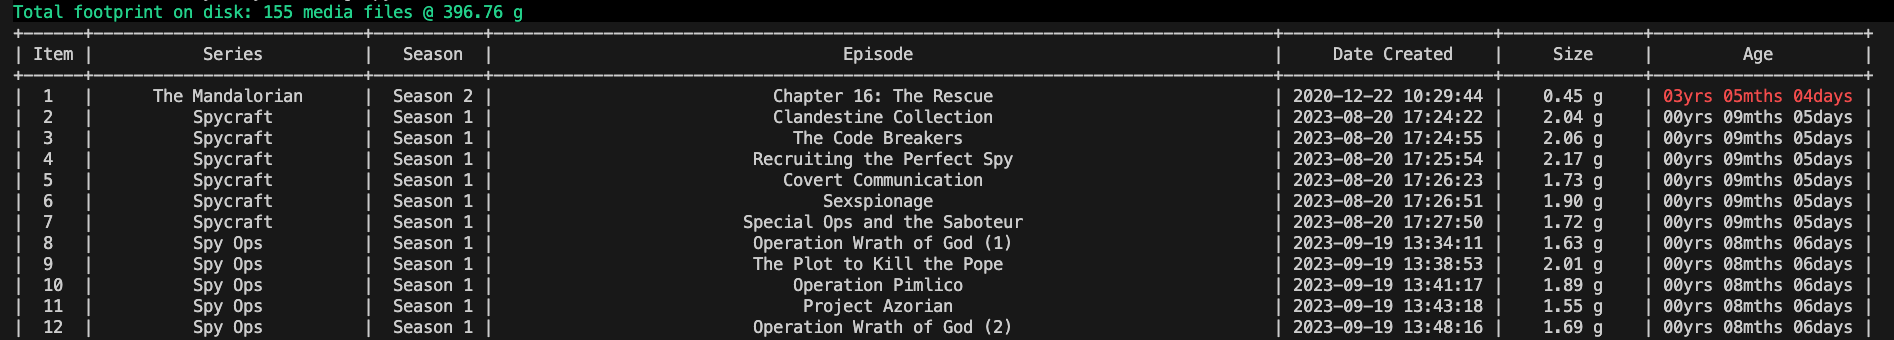 Total footprint on disk: 155 media files @ 396.76 g
+------+---------------------------+-----------+------------------------------------------------------------------------------+---------------------+--------------+---------------------+
| Item | Series | Season | Episode | Date Created | Size | Age |
+------+---------------------------+-----------+------------------------------------------------------------------------------+---------------------+--------------+---------------------+
| 1 | The Mandalorian | Season 2 | Chapter 16: The Rescue | 2020-12-22 10:29:44 | 0.45 g | 03yrs 05mths 04days |
| 2 | Spycraft | Season 1 | Clandestine Collection | 2023-08-20 17:24:22 | 2.04 g | 00yrs 09mths 05days |
| 3 | Spycraft | Season 1 | The Code Breakers | 2023-08-20 17:24:55 | 2.06 g | 00yrs 09mths 05days |
| 4 | Spycraft | Season 1 | Recruiting the Perfect Spy | 2023-08-20 17:25:54 | 2.17 g | 00yrs 09mths 05days |
| 5 | Spycraft | Season 1 | Covert Communication | 2023-08-20 17:26:23 | 1.73 g | 00yrs 09mths 05days |
| 6 | Spycraft | Season 1 | Sexspionage | 2023-08-20 17:26:51 | 1.90 g | 00yrs 09mths 05days |
| 7 | Spycraft | Season 1 | Special Ops and the Saboteur | 2023-08-20 17:27:50 | 1.72 g | 00yrs 09mths 05days |
| 8 | Spy Ops | Season 1 | Operation Wrath of God (1) | 2023-09-19 13:34:11 | 1.63 g | 00yrs 08mths 06days |
| 9 | Spy Ops | Season 1 | The Plot to Kill the Pope | 2023-09-19 13:38:53 | 2.01 g | 00yrs 08mths 06days |
| 10 | Spy Ops | Season 1 | Operation Pimlico | 2023-09-19 13:41:17 | 1.89 g | 00yrs 08mths 06days |
| 11 | Spy Ops | Season 1 | Project Azorian | 2023-09-19 13:43:18 | 1.55 g | 00yrs 08mths 06days |
| 12 | Spy Ops | Season 1 | Operation Wrath of God (2) | 2023-09-19 13:48:16 | 1.69 g | 00yrs 08mths 06days |